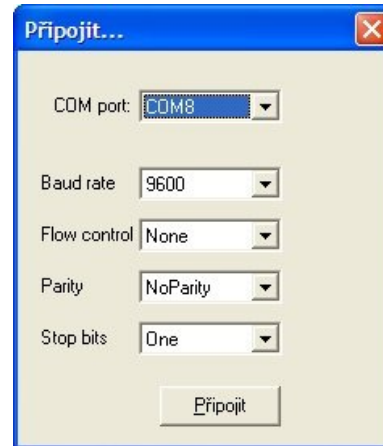 Připojit...
COM port: COM8
Baud rate 9600
Flow control None
Parity NoParity
Stop bits One
Připojit